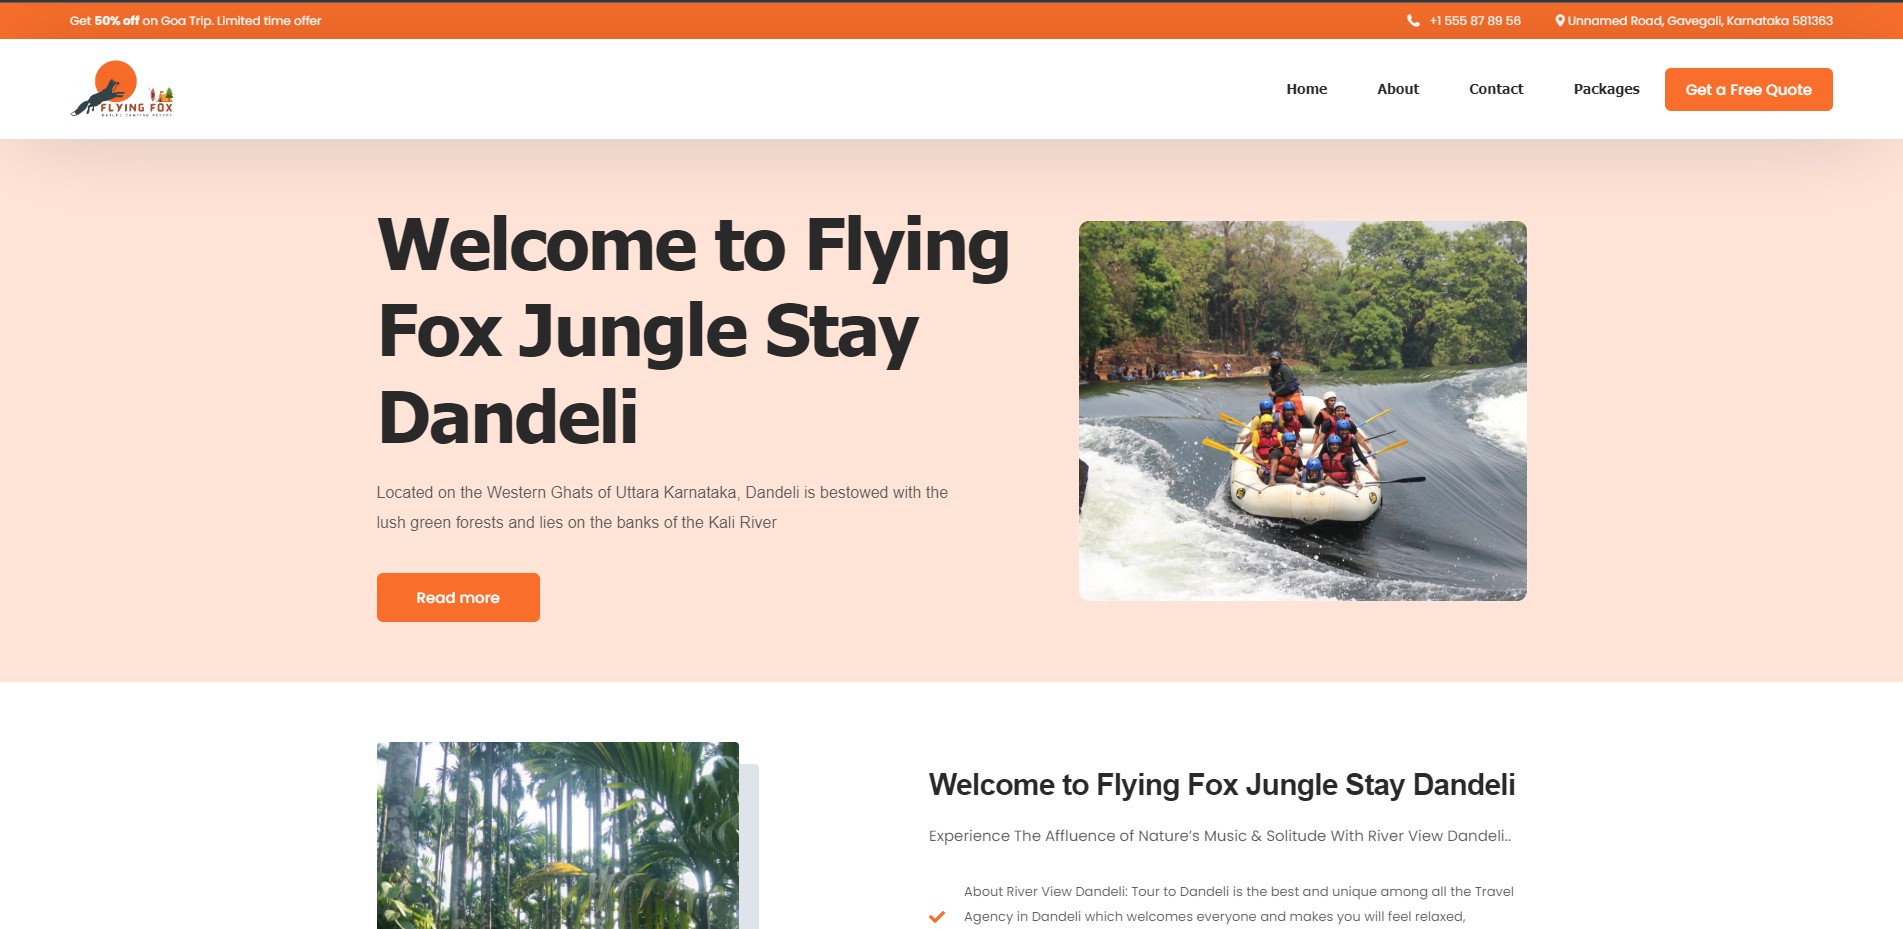 Get 50% off on Goa Trip. Limited time offer
+1 555 87 89 56
Unnamed Road, Gavegali, Karnataka 581363
FLYING FOX
Home
About
Contact
Packages
Get a Free Quote
Welcome to Flying
Fox Jungle Stay
Dandeli
Located on the Western Ghats of Uttara Karnataka, Dandeli is bestowed with the
lush green forests and lies on the banks of the Kali River
Read more
Welcome to Flying Fox Jungle Stay Dandeli
Experience The Affluence of Nature's Music & Solitude With River View Dandeli..
About River View Dandeli: Tour to Dandeli is the best and unique among all the Travel
Agency in Dandeli which welcomes everyone and makes you will feel relaxed,